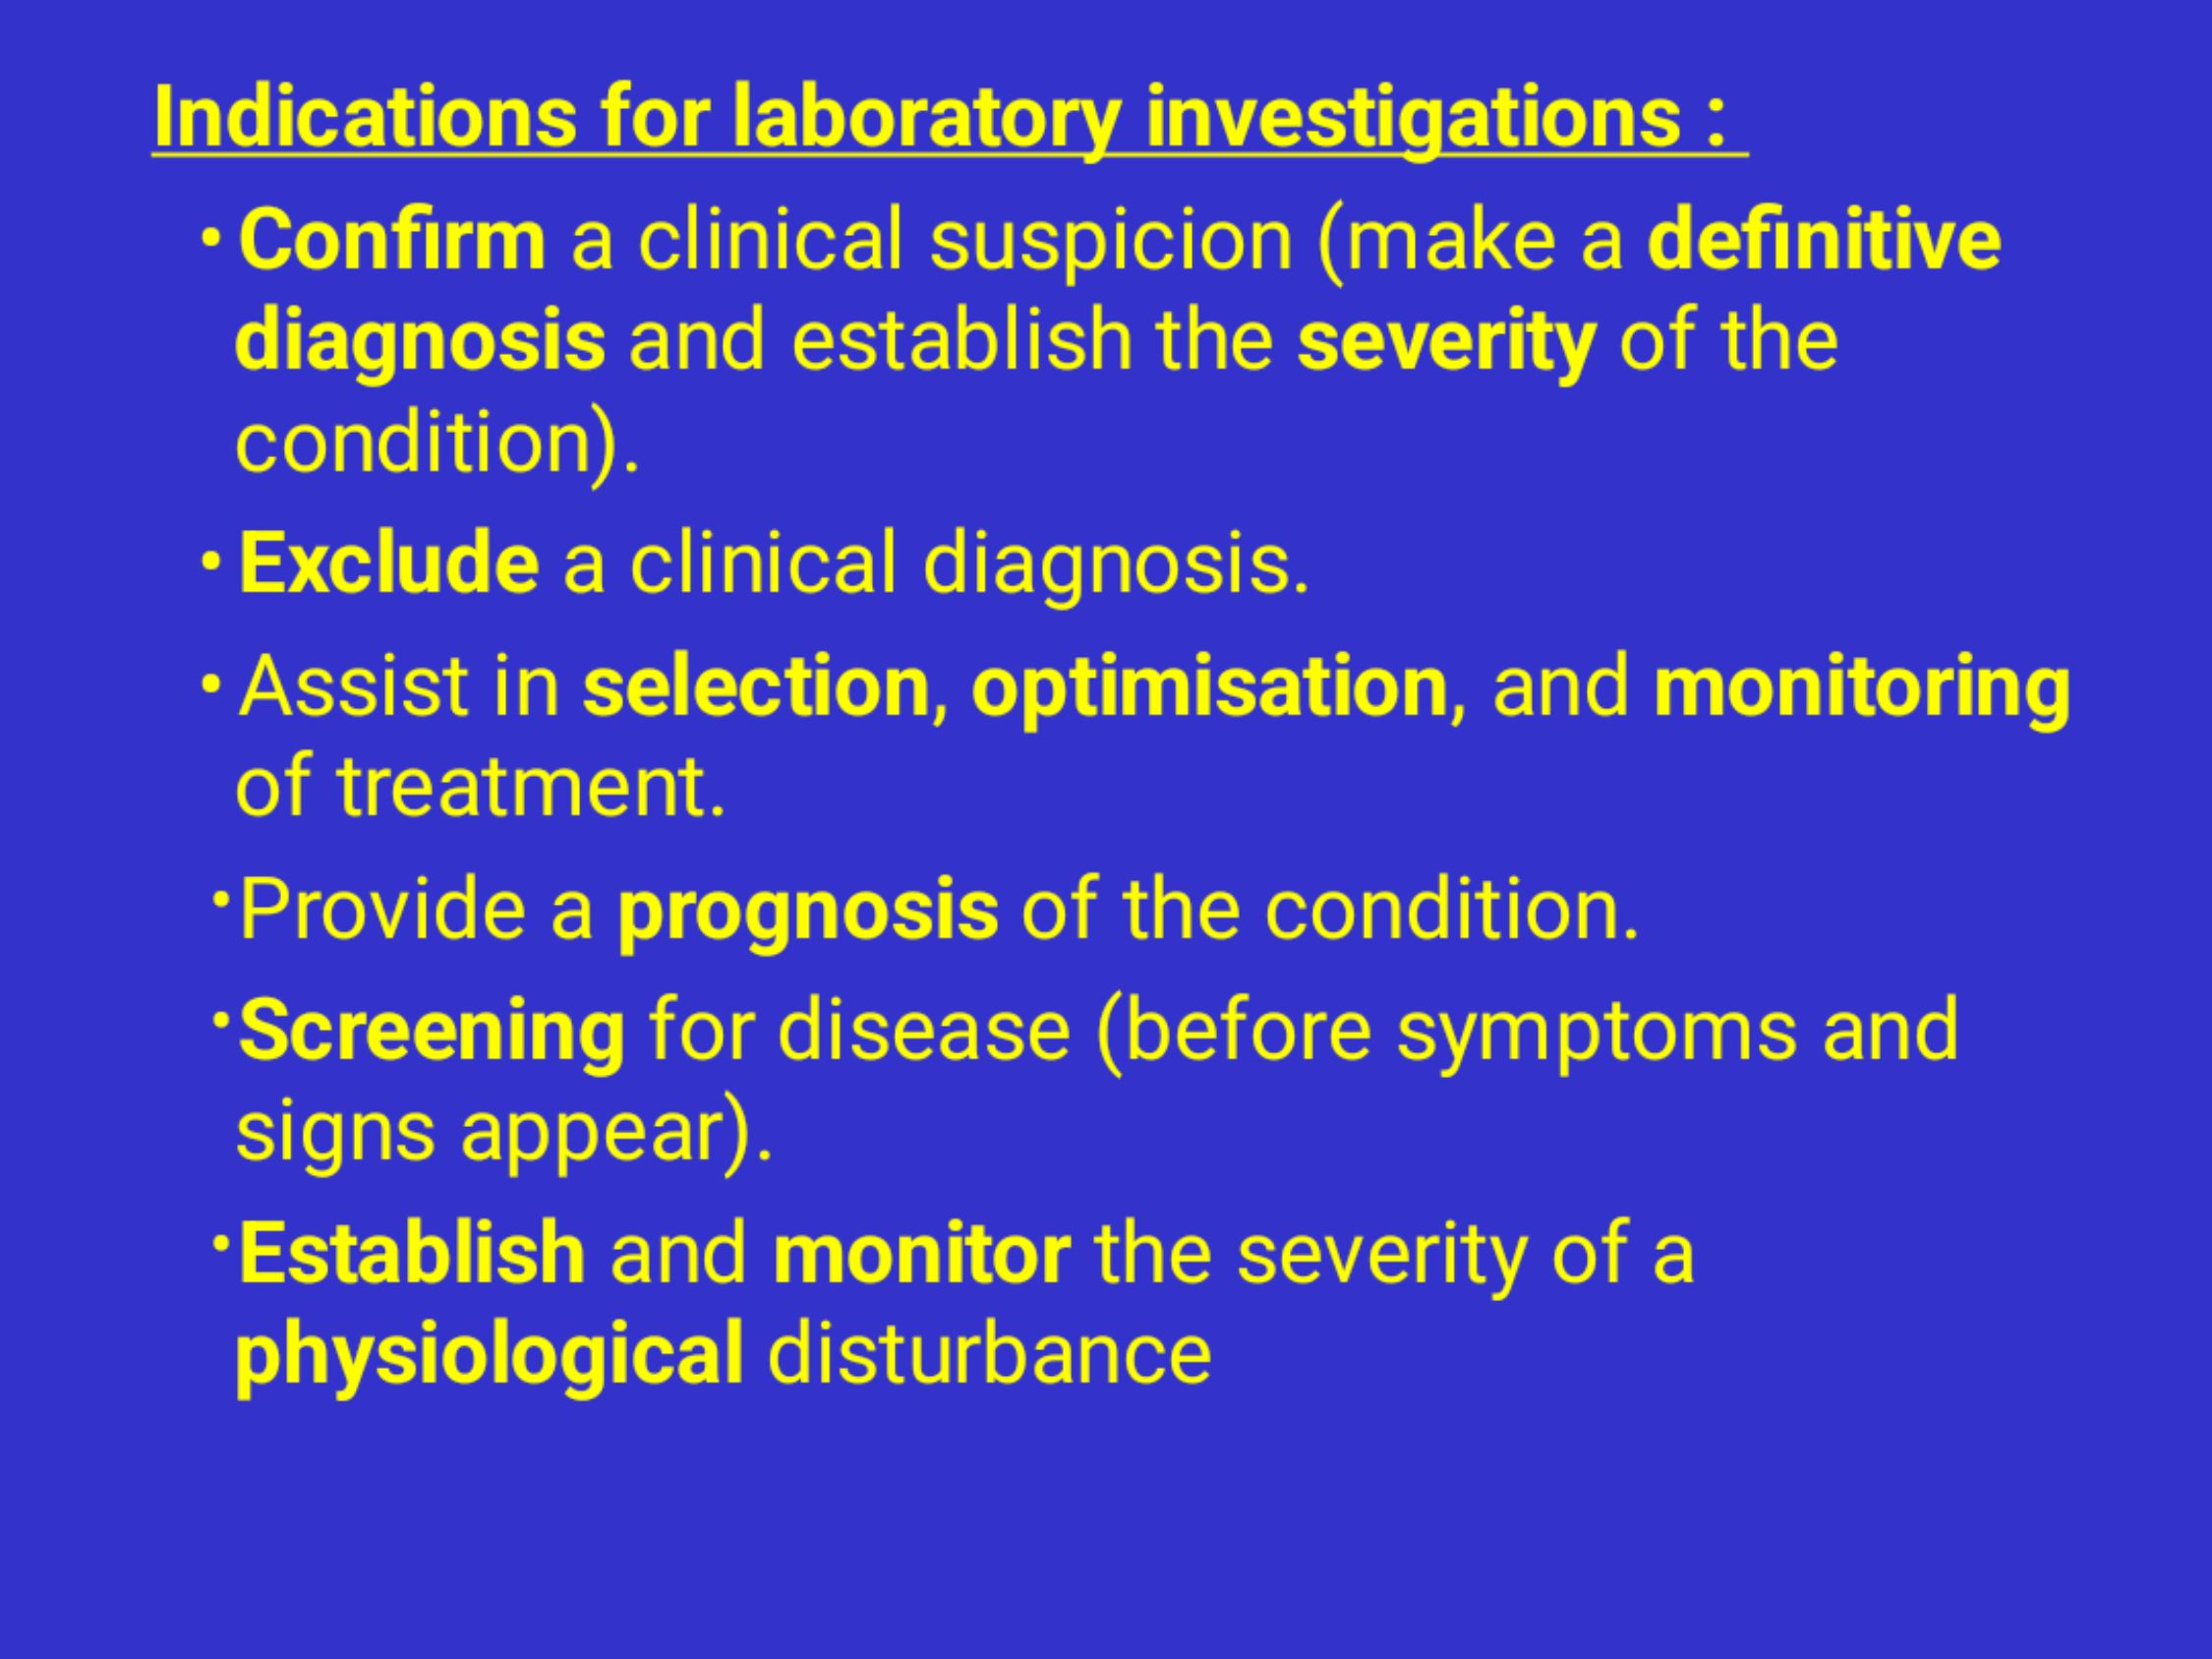 Indications for laboratory investigations :
• Confirm a clinical suspicion (make a definitive
diagnosis and establish the severity of the
condition).
• Exclude a clinical diagnosis.
• Assist in selection, optimisation, and monitoring
of treatment.
• Provide a prognosis of the condition.
• Screening for disease (before symptoms and
signs appear).
• Establish and monitor the severity of a
physiological disturbance